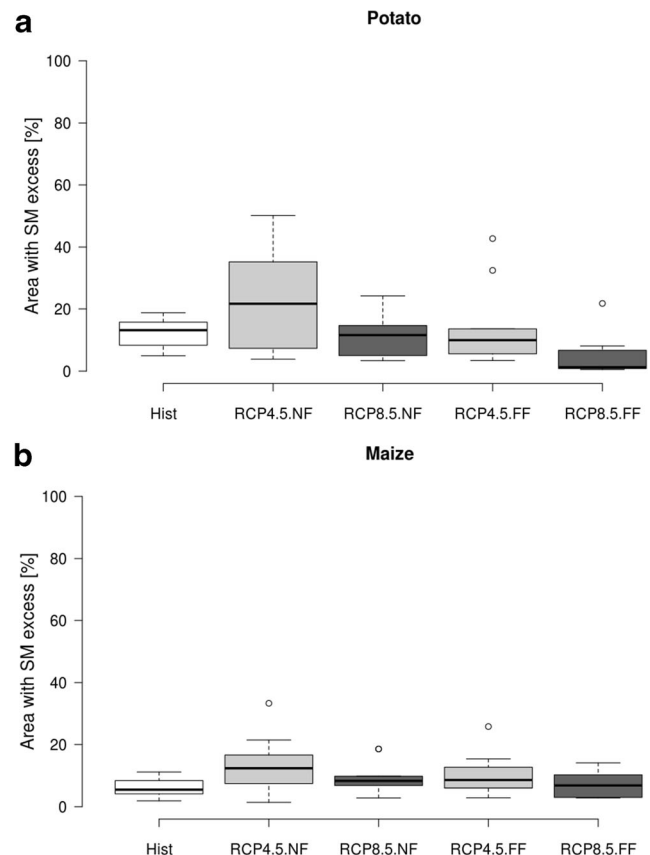 a
Potato
Area with SM excess [%]
100
80
60
40
20
0
Hist RCP4.5.NF RCP8.5.NF RCP4.5.FF RCP8.5.FF
b
Maize
Area with SM excess [%]
100
80
60
40
20
0
Hist RCP4.5.NF RCP8.5.NF RCP4.5.FF RCP8.5.FF